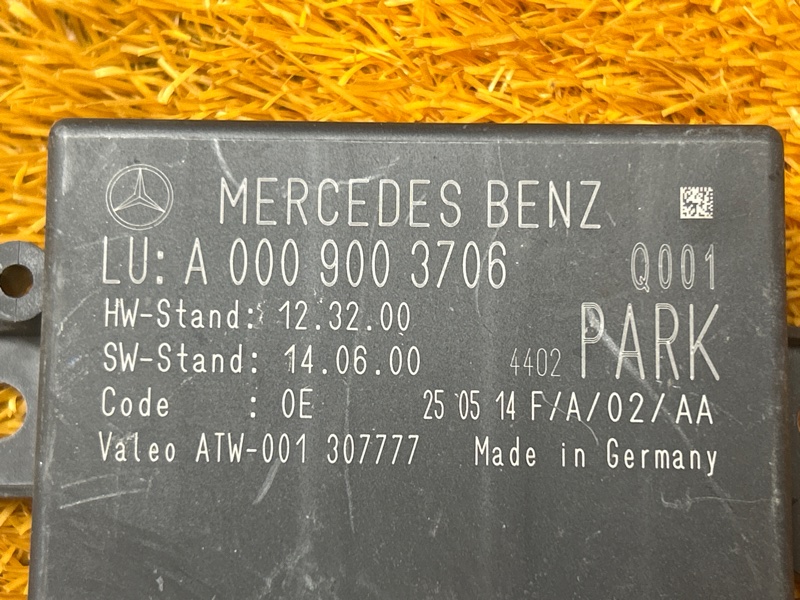 MERCEDES BENZ
LU: A 000 900 3706 Q001
HW-Stand: 12.32.00
SW-Stand: 14.06.00 4402 PARK
Code : 0E 25 05 14 F/A/02/AA
Valeo ATW-001 307777 Made in Germany